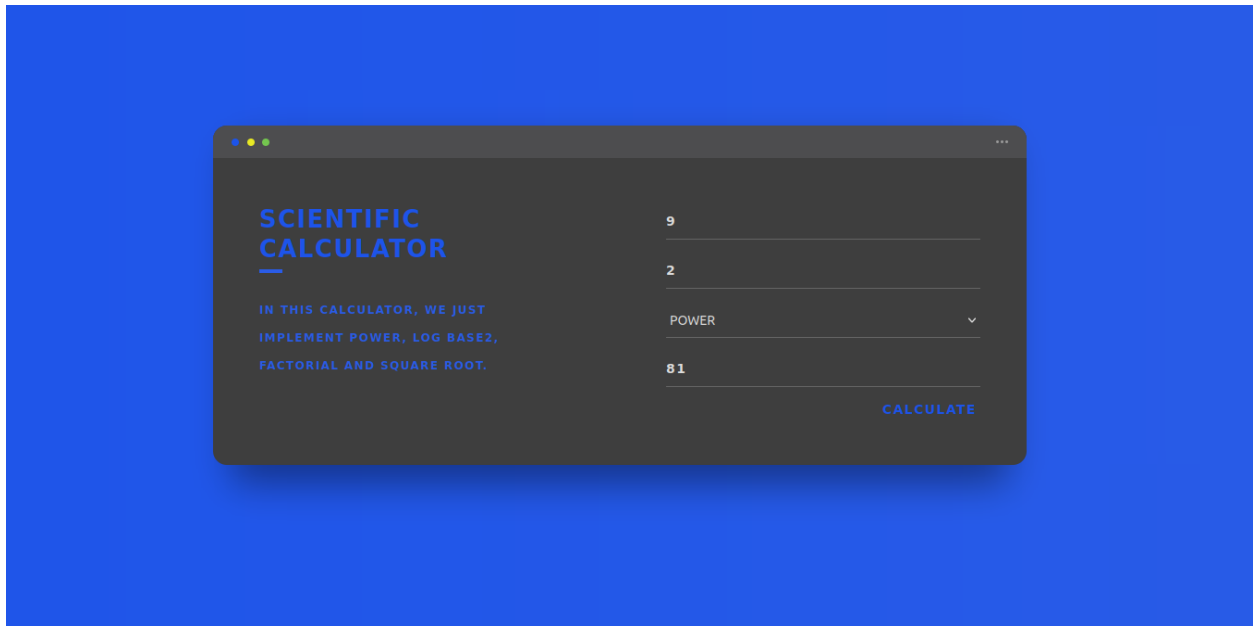 SCIENTIFIC
CALCULATOR
IN THIS CALCULATOR, WE JUST
IMPLEMENT POWER, LOG BASE2,
FACTORIAL AND SQUARE ROOT.
9
2
POWER
81
CALCULATE